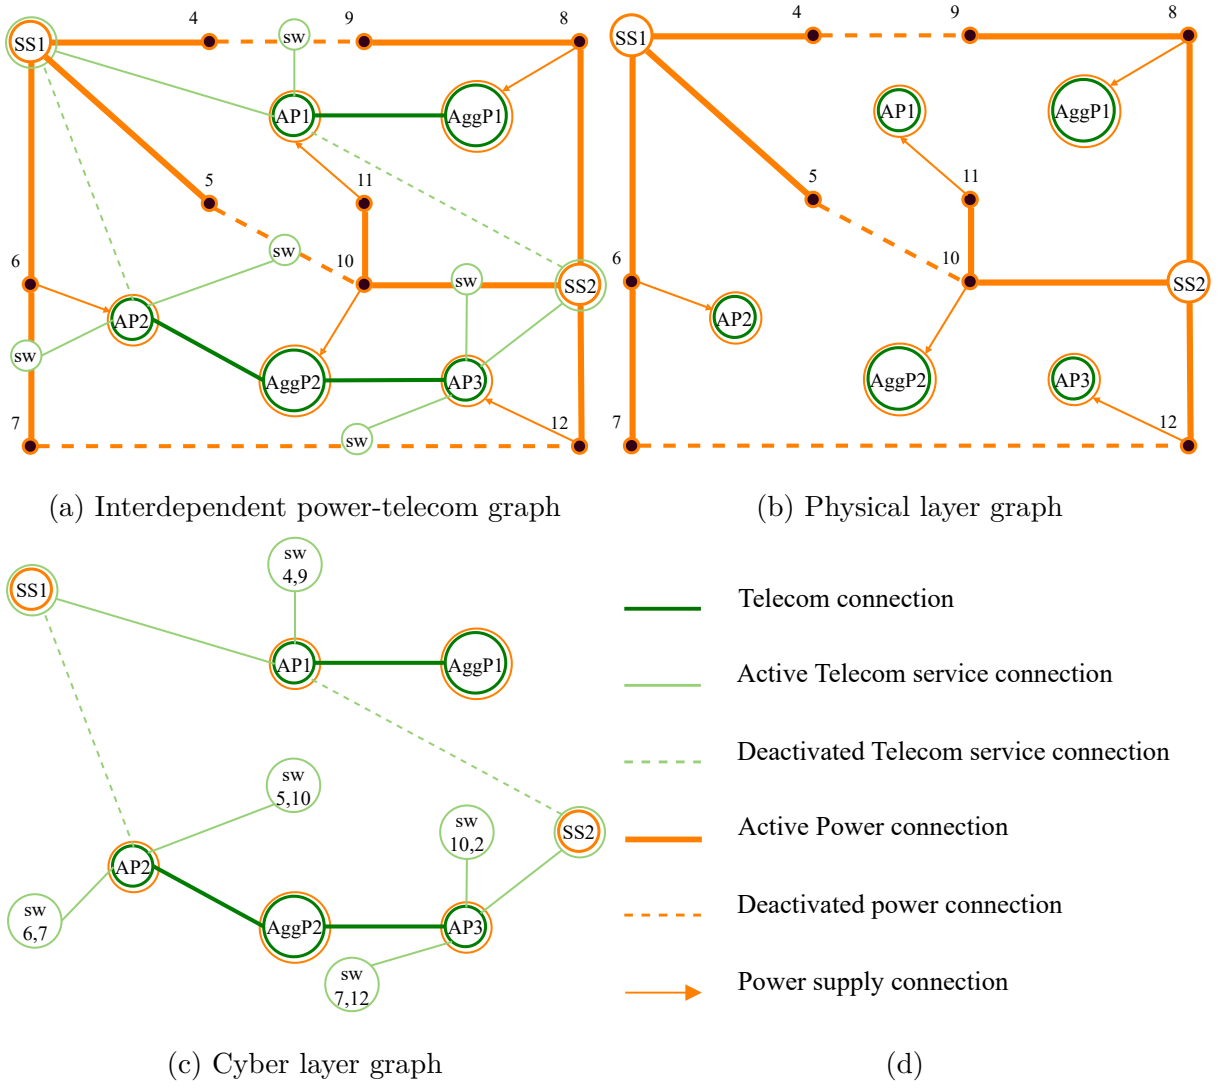 4 9 8
SS1 sw
AP1 AggP1
5 11
6 sw 10 sw SS2
AP2
sw AggP2 AP3
7 sw 12
(a) Interdependent power-telecom graph
4 9 8
SS1
AP1 AggP1
5 11
6 10 SS2
AP2
AggP2 AP3
7 12
(b) Physical layer graph
SS1
sw
4,9
AP1 AggP1
sw
5,10
sw
10,2
SS2
AP2
sw
6,7
AggP2 AP3
sw
7,12
(c) Cyber layer graph
Telecom connection
Active Telecom service connection
Deactivated Telecom service connection
Active Power connection
Deactivated power connection
Power supply connection
(d)